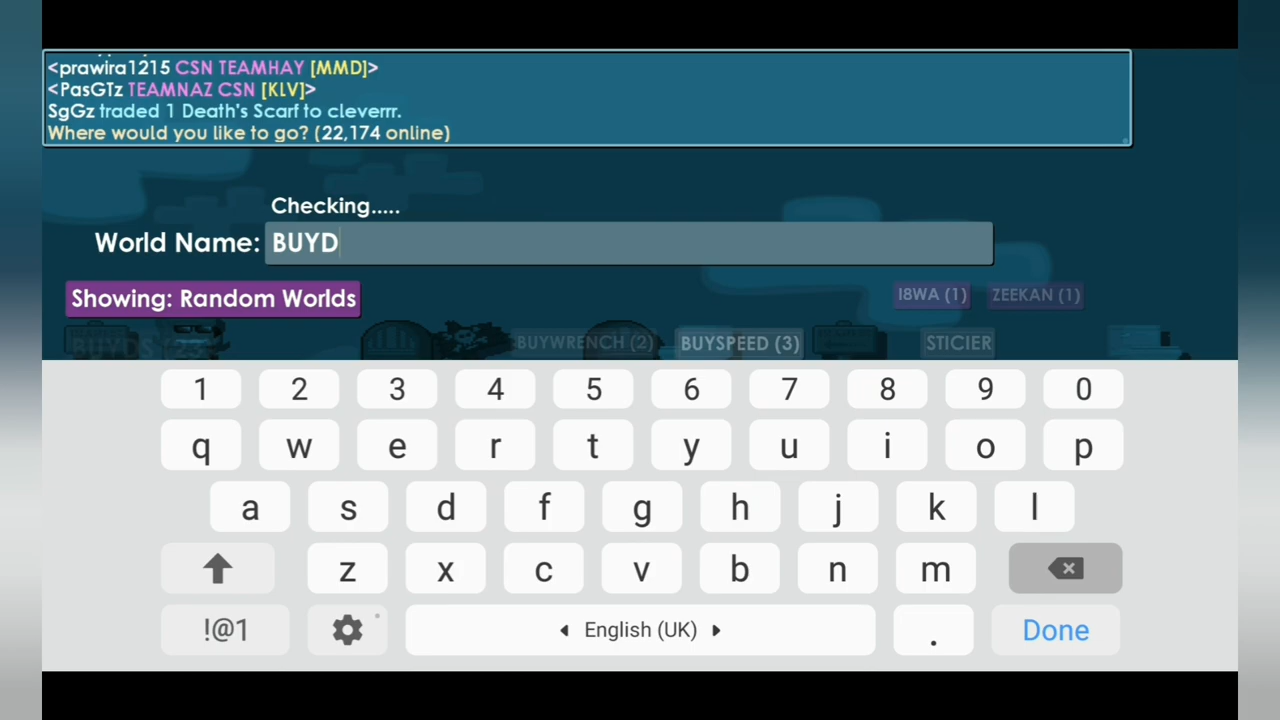 <prawira1215 CSN TEAMHAY [MMD]>
<PasGTz TEAMNAZ CSN [KLV]>
SgGz traded 1 Death's Scarf to cleverrr.
Where would you like to go? (22,174 online)
Checking.....
World Name: BUYD
Showing: Random Worlds
I8WA (1) ZEEKAN (1)
BUYWRENCH (2) BUYSPEED (3) STICIER
1 2 3 4 5 6 7 8 9 0
q w e r t y u i o p
a s d f g h j k l
z x c v b n m
!@1 English (UK) . Done